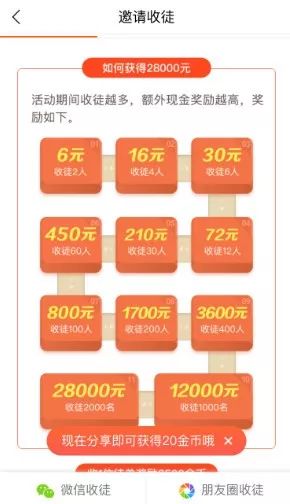 邀请收徒
如何获得28000元
活动期间收徒越多，额外现金奖励越高，奖
励如下。
01 02 03
6元 16元 30元
收徒2人 收徒4人 收徒6人
06 05 04
450元 210元 72元
收徒60人 收徒30人 收徒12人
07 08 09
800元 1700元 3600元
收徒100人 收徒200人 收徒400人
11 10
28000元 12000元
收徒2000名 收徒1000名
现在分享即可获得20金币哦 ×
微信收徒 朋友圈收徒